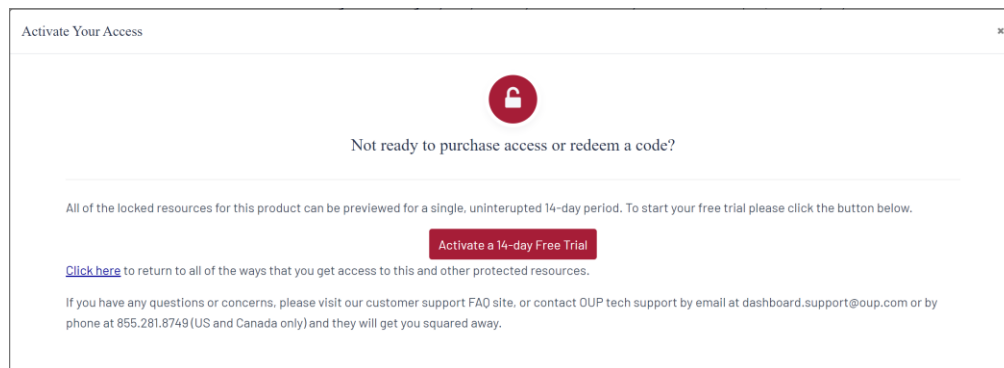 Activate Your Access
Not ready to purchase access or redeem a code?
All of the locked resources for this product can be previewed for a single, uninterupted 14-day period. To start your free trial please click the button below.
Activate a 14-day Free Trial
Click here to return to all of the ways that you get access to this and other protected resources.
If you have any questions or concerns, please visit our customer support FAQ site, or contact OUP tech support by email at dashboard.support@oup.com or by
phone at 855.281.8749 (US and Canada only) and they will get you squared away.